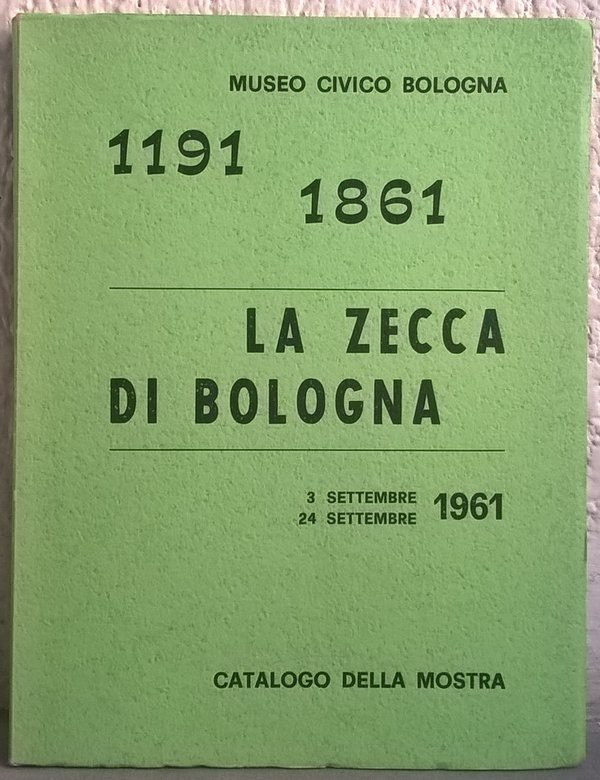 MUSEO CIVICO BOLOGNA
1191
1861
LA ZECCA
DI BOLOGNA
3 SETTEMBRE
24 SETTEMBRE
1961
CATALOGO DELLA MOSTRA